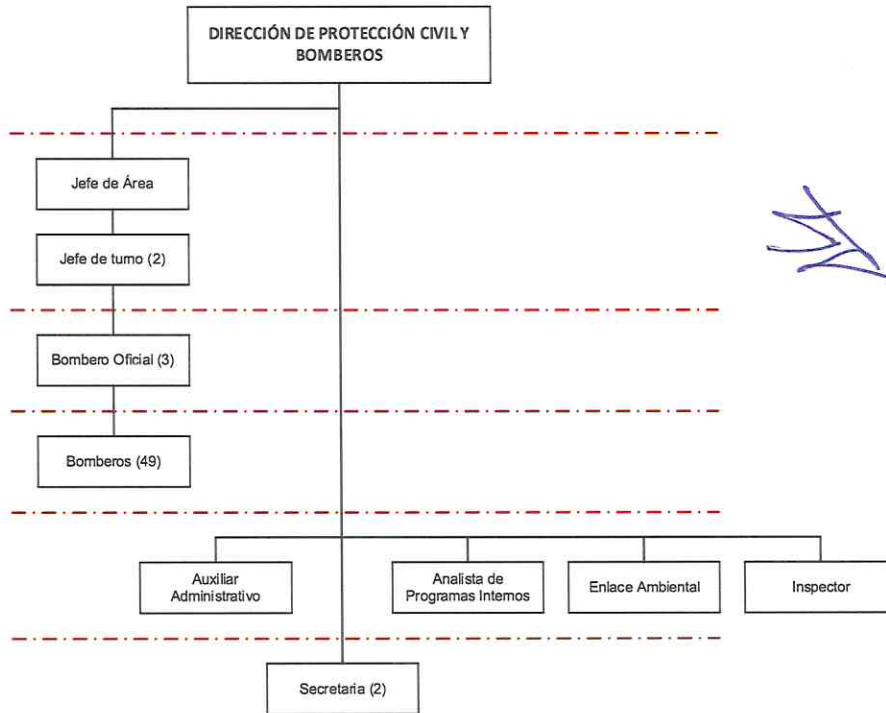 DIRECCIÓN DE PROTECCIÓN CIVIL Y
BOMBEROS
Jefe de Área
Jefe de turno (2)
Bombero Oficial (3)
Bomberos (49)
Auxiliar
Administrativo
Analista de
Programas Internos
Enlace Ambiental
Inspector
Secretaria (2)